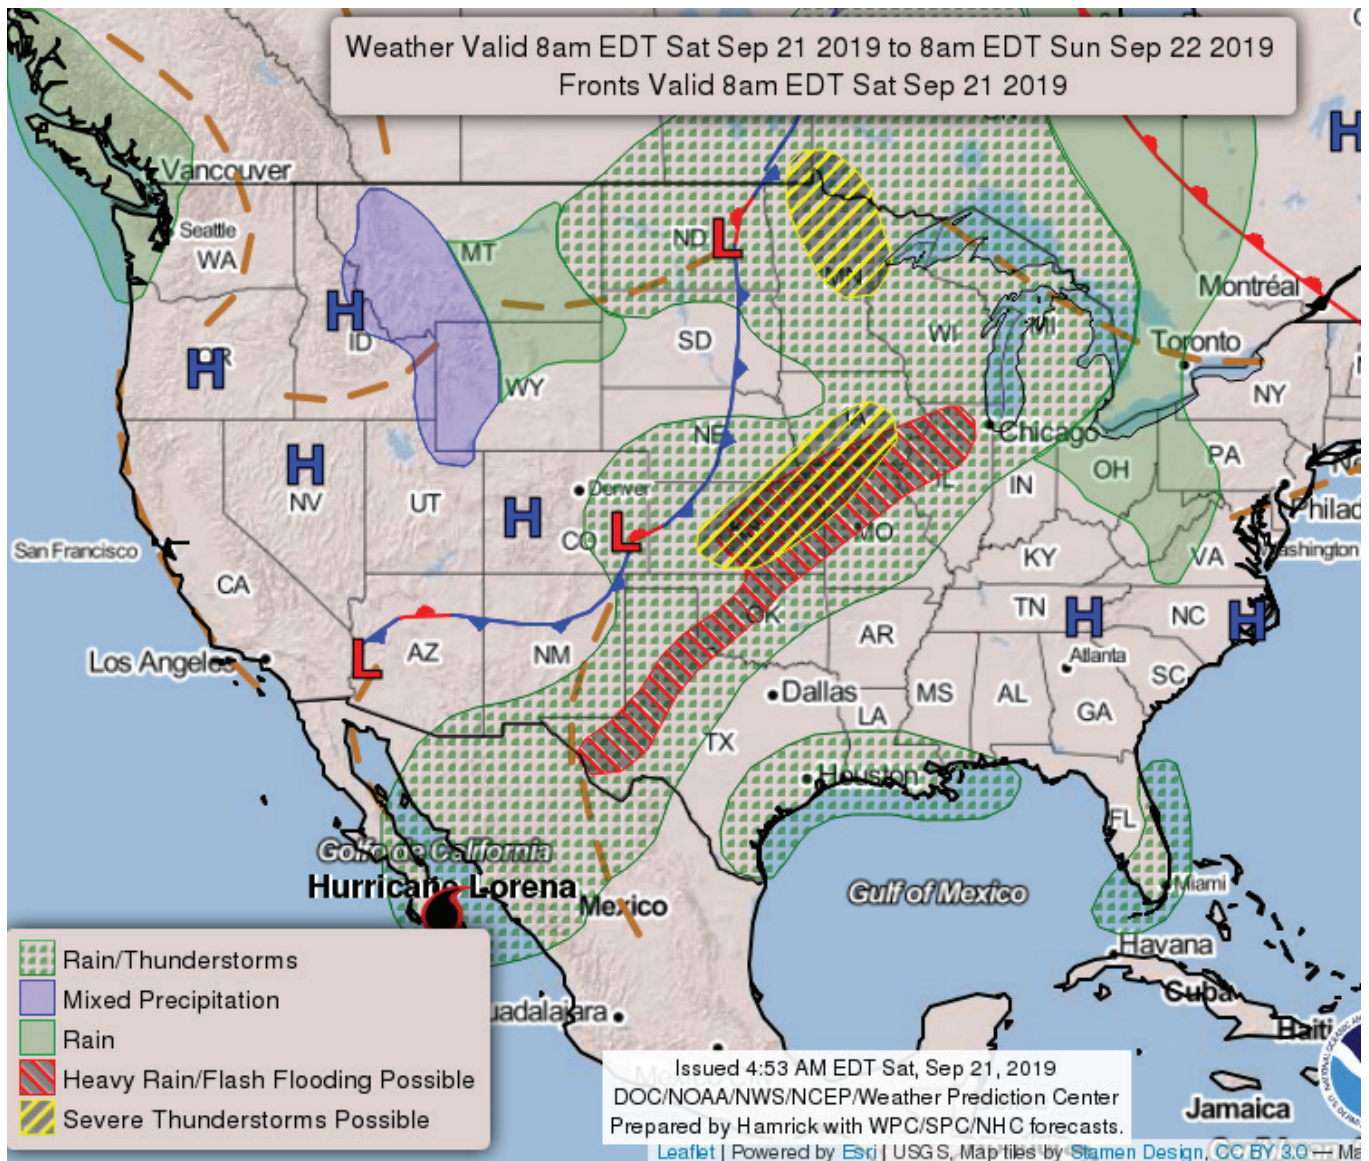 Weather Valid 8am EDT Sat Sep 21 2019 to 8am EDT Sun Sep 22 2019
Fronts Valid 8am EDT Sat Sep 21 2019
H
Vancouver
Seattle
WA
MT
ND
L
MN
Montréal
H
ID
H
SD
WI
MI
Toronto
WY
NY
IA
NE
Chicago
PA
OH
H
NV
UT
Denver
H
CO
L
IL
IN
MO
KY
VA
Philad
Washington
San Francisco
CA
OK
TN
H
NC
H
AR
Los Angeles
L
AZ
NM
Atlanta
SC
Dallas
MS
AL
GA
LA
TX
Houston
FL
Golfo de California
Hurricane Lorena
Mexico
Gulf of Mexico
Miami
Havana
Cuba
Haiti
uadalajara
Rain/Thunderstorms
Mixed Precipitation
Rain
Heavy Rain/Flash Flooding Possible
Severe Thunderstorms Possible
Issued 4:53 AM EDT Sat, Sep 21, 2019
DOC/NOAA/NWS/NCEP/Weather Prediction Center
Prepared by Hamrick with WPC/SPC/NHC forecasts.
Jamaica
Leaflet | Powered by Esri | USGS, Map tiles by Stamen Design, CC BY 3.0 — Ma